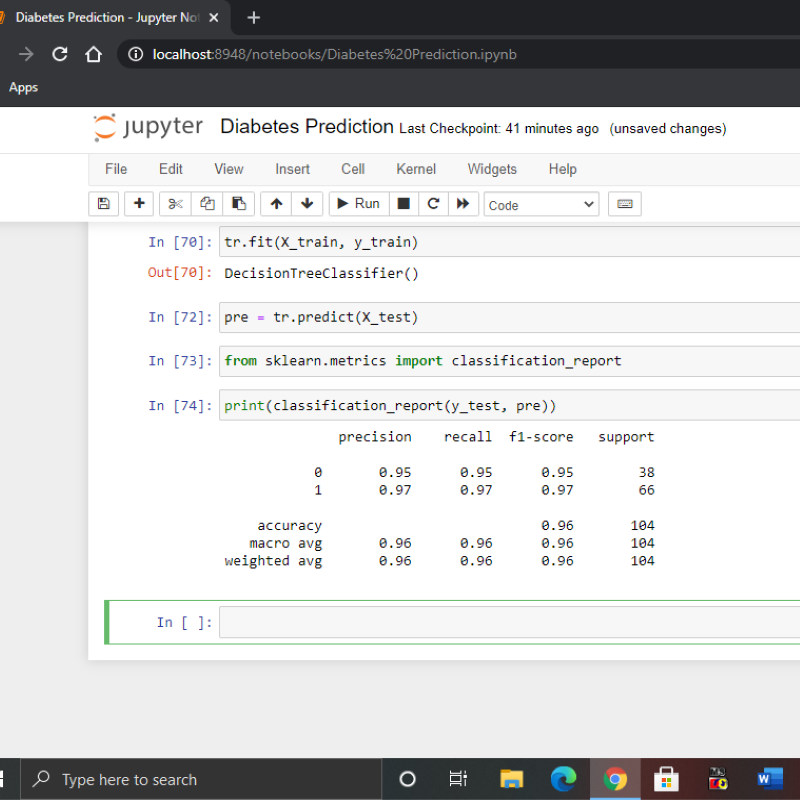 Diabetes Prediction - Jupyter No
localhost:8948/notebooks/Diabetes%20Prediction.ipynb
Apps
jupyter Diabetes Prediction Last Checkpoint: 41 minutes ago (unsaved changes)
File Edit View Insert Cell Kernel Widgets Help
Run Code
In [70]: tr.fit(X_train, y_train)
Out[70]: DecisionTreeClassifier()
In [72]: pre = tr.predict(X_test)
In [73]: from sklearn.metrics import classification_report
In [74]: print(classification_report(y_test, pre))
precision recall f1-score support
0 0.95 0.95 0.95 38
1 0.97 0.97 0.97 66
accuracy 0.96 104
macro avg 0.96 0.96 0.96 104
weighted avg 0.96 0.96 0.96 104
In [ ]:
Type here to search
W